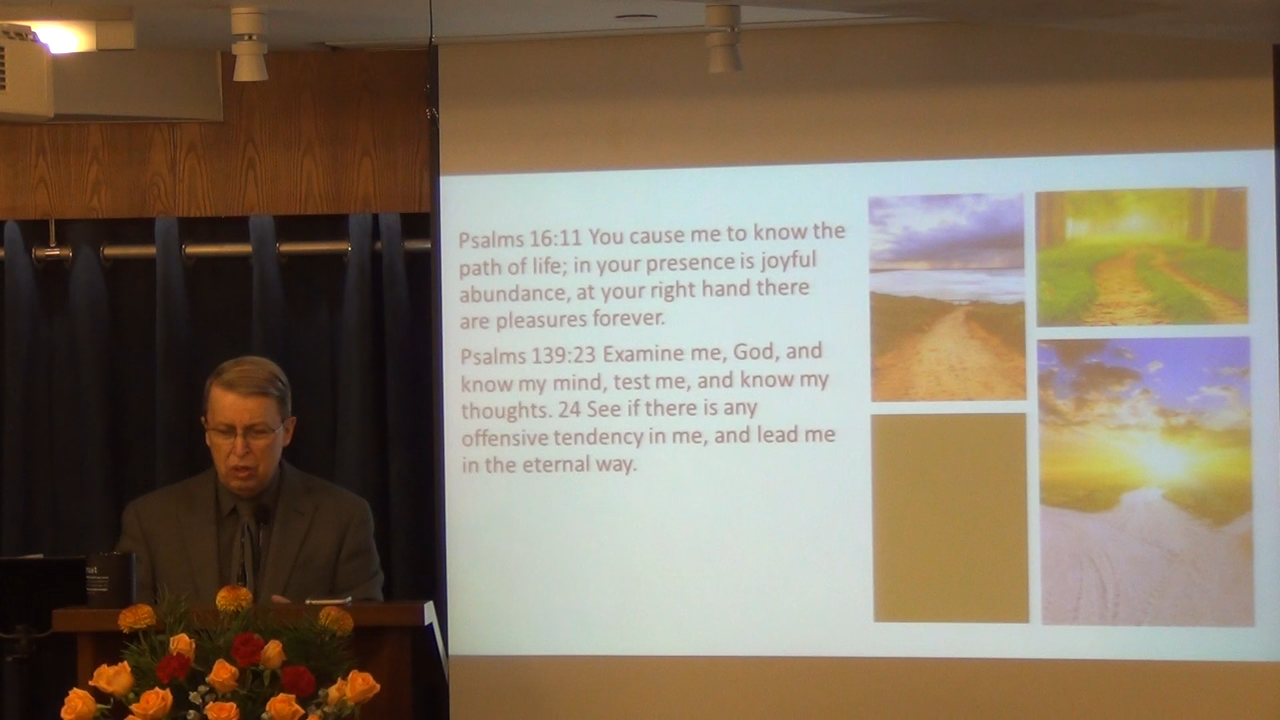 Psalms 16:11 You cause me to know the
path of life; in your presence is joyful
abundance, at your right hand there
are pleasures forever.
Psalms 139:23 Examine me, God, and
know my mind, test me, and know my
thoughts. 24 See if there is any
offensive tendency in me, and lead me
in the eternal way.